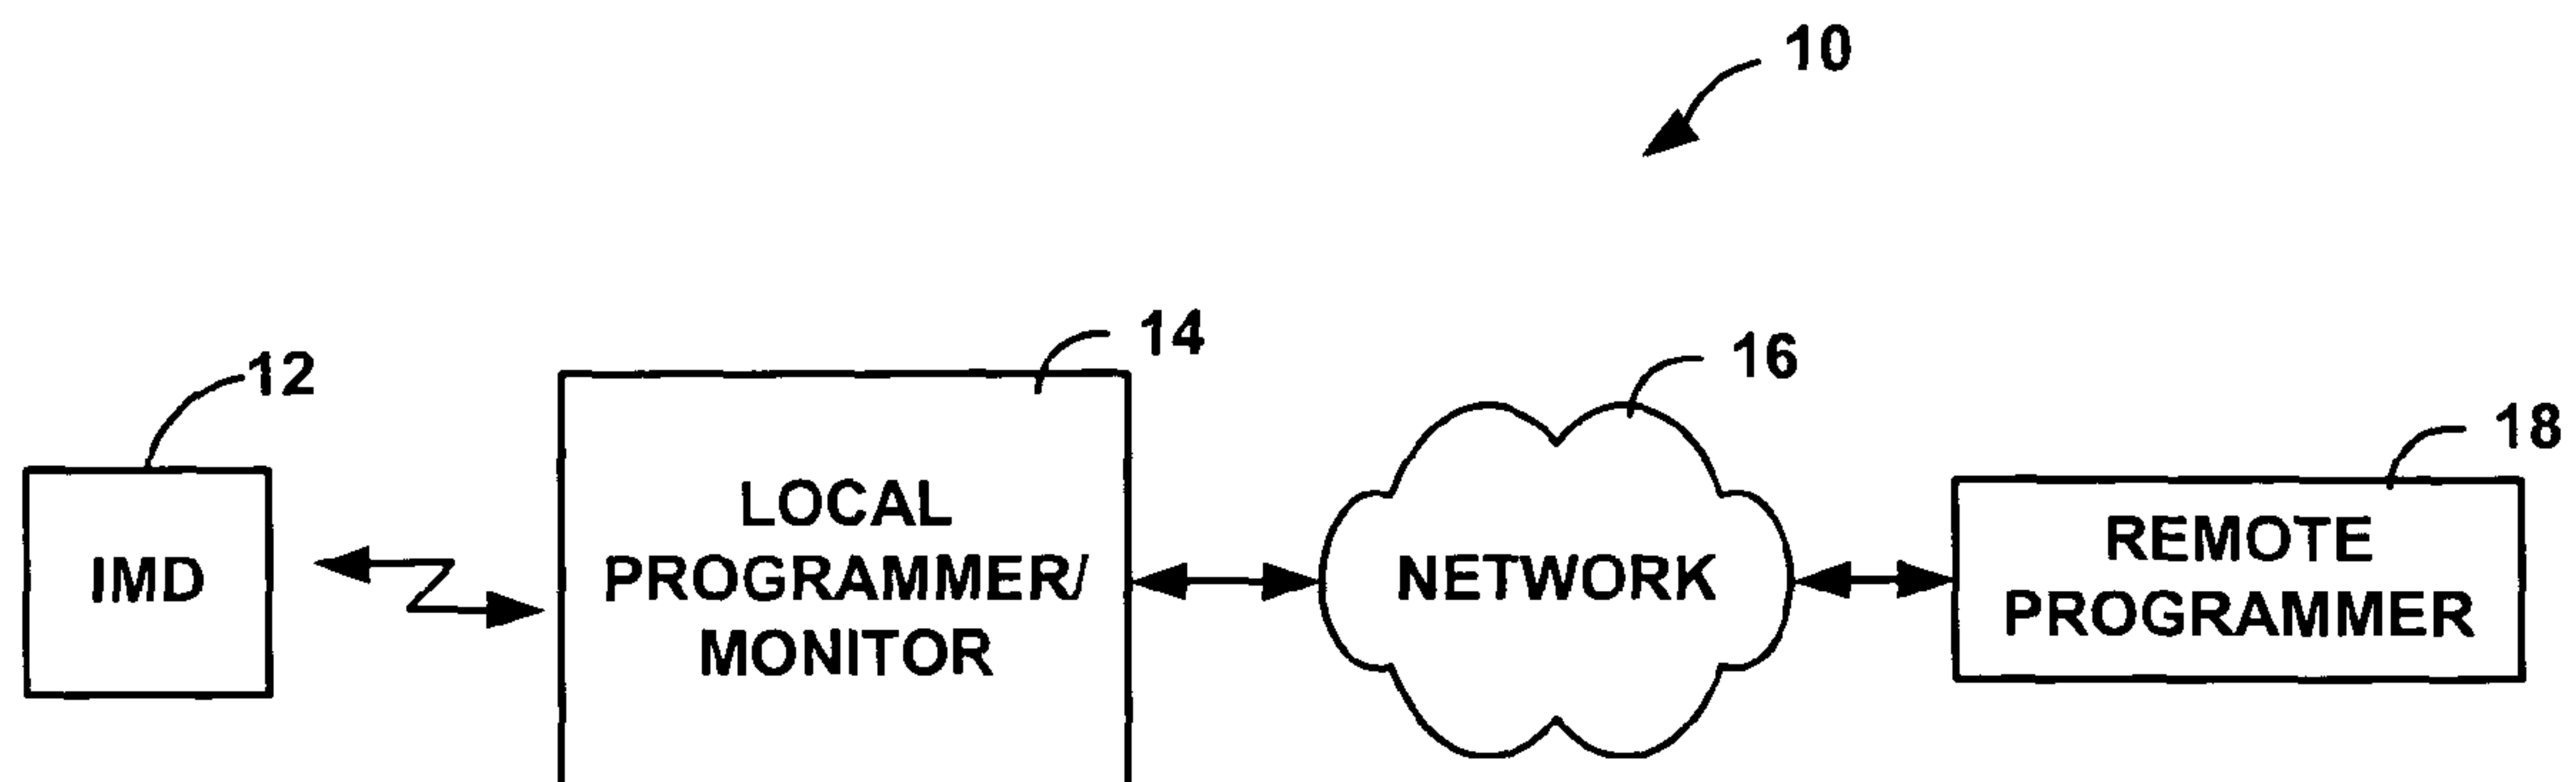 10
14
12
16
18
IMD
LOCAL
PROGRAMMER/
MONITOR
NETWORK
REMOTE
PROGRAMMER